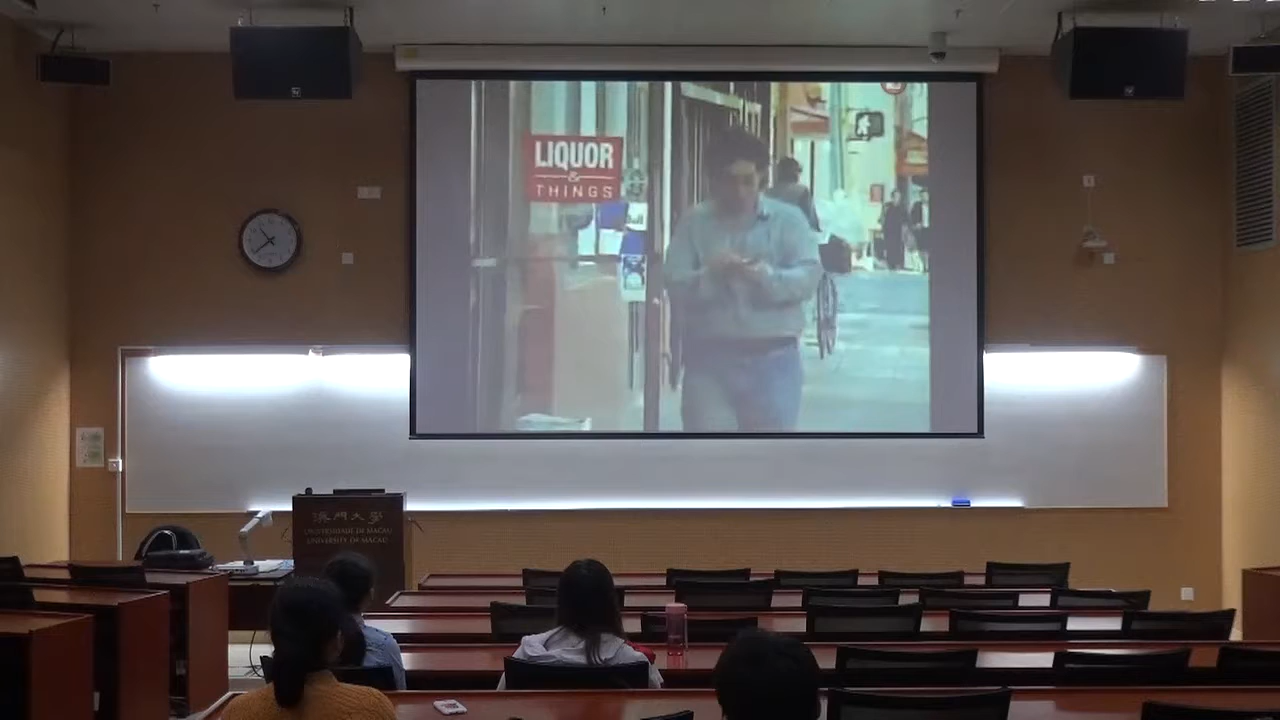 LIQUOR
&
THINGS
澳門大學
UNIVERSIDADE DE MACAU
UNIVERSITY OF MACAU